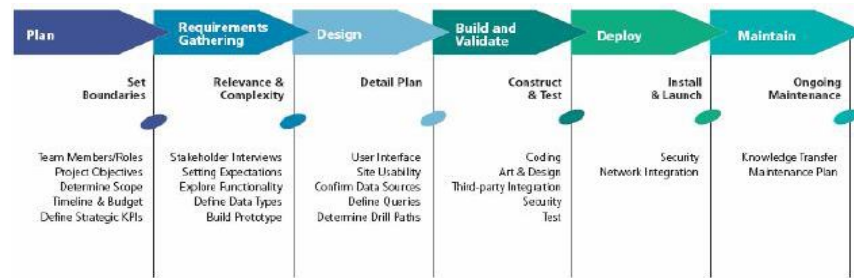 Plan
Requirements
Gathering
Design
Build and
Validate
Deploy
Maintain
Set
Boundaries
Relevance &
Complexity
Detail Plan
Construct
& Test
Install
& Launch
Ongoing
Maintenance
Team Members/Roles
Project Objectives
Determine Scope
Timeline & Budget
Define Strategic KPIs
Stakeholder Interviews
Setting Expectations
Explore Functionality
Define Data Types
Build Prototype
User Interface
Site Usability
Confirm Data Sources
Define Queries
Determine Drill Paths
Coding
Art & Design
Third-party Integration
Security
Test
Security
Network Integration
Knowledge Transfer
Maintenance Plan